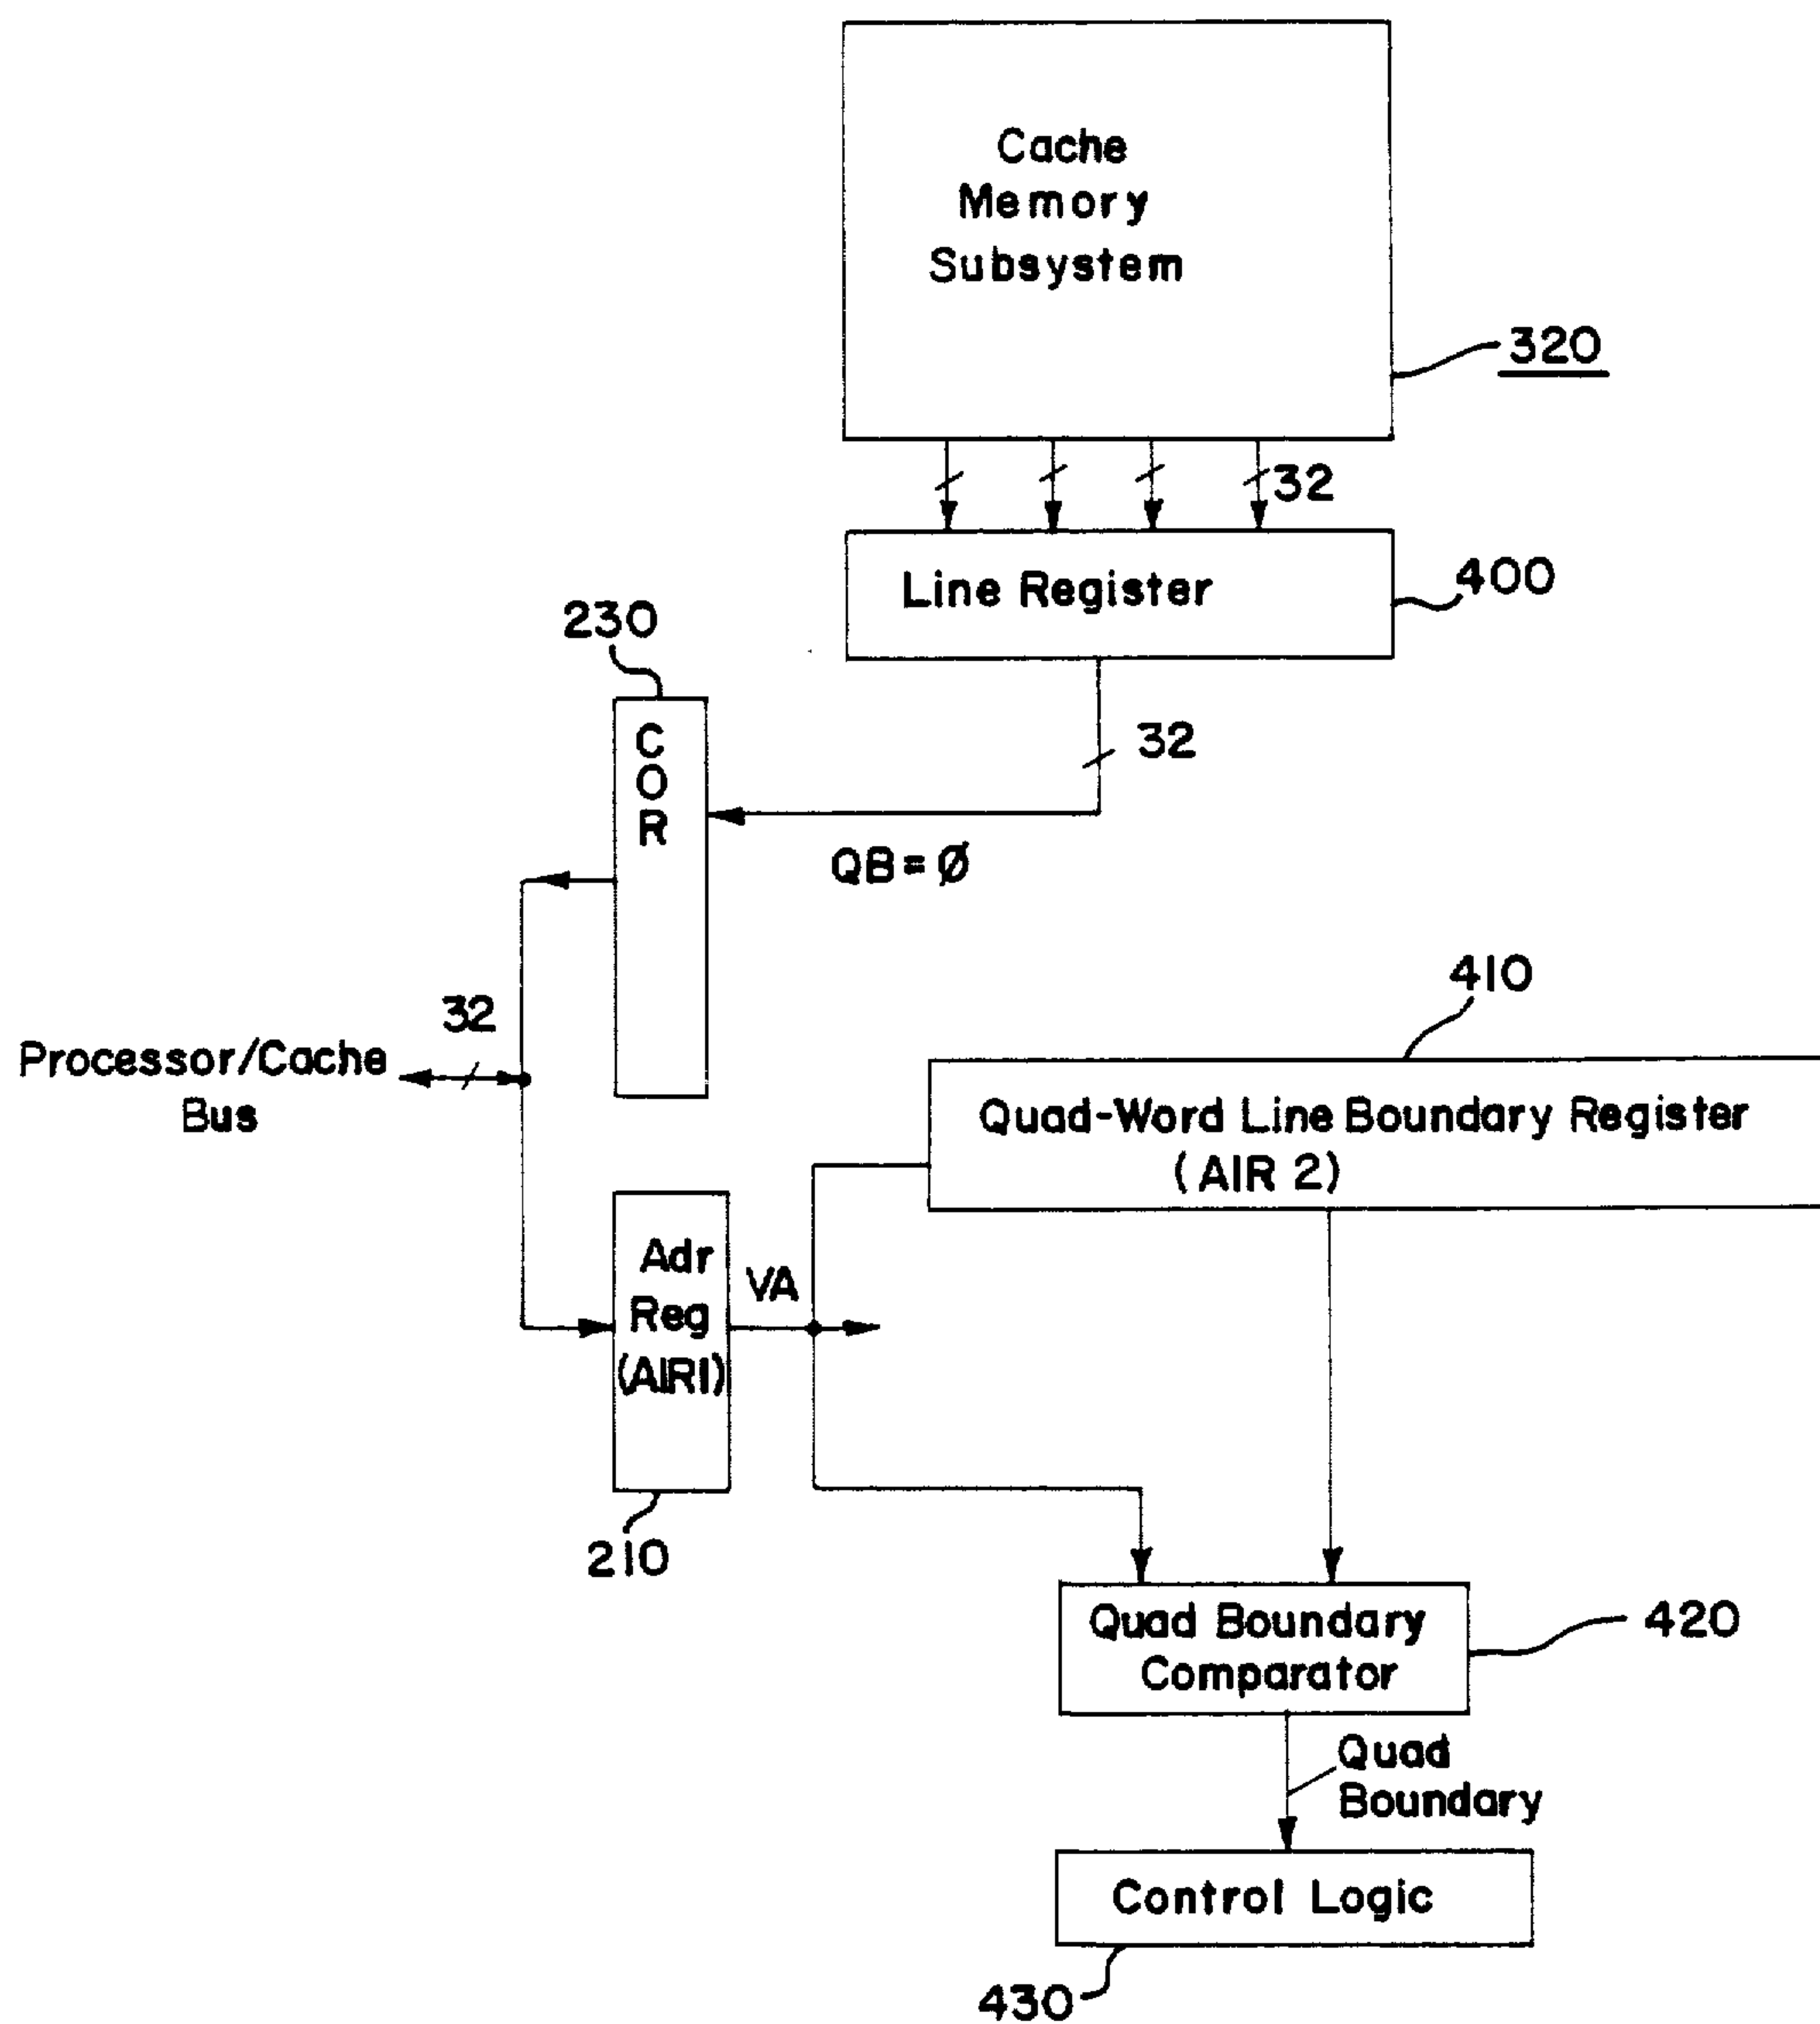 Cache
Memory
Subsystem
320
32
Line Register
400
230
C
O
R
32
QB = Ø
410
32
Processor/Cache
Bus
Quad-Word Line Boundary Register
(AIR 2)
Adr
Reg
(AIR1)
VA
210
Quad Boundary
Comparator
420
Quad
Boundary
Control Logic
430